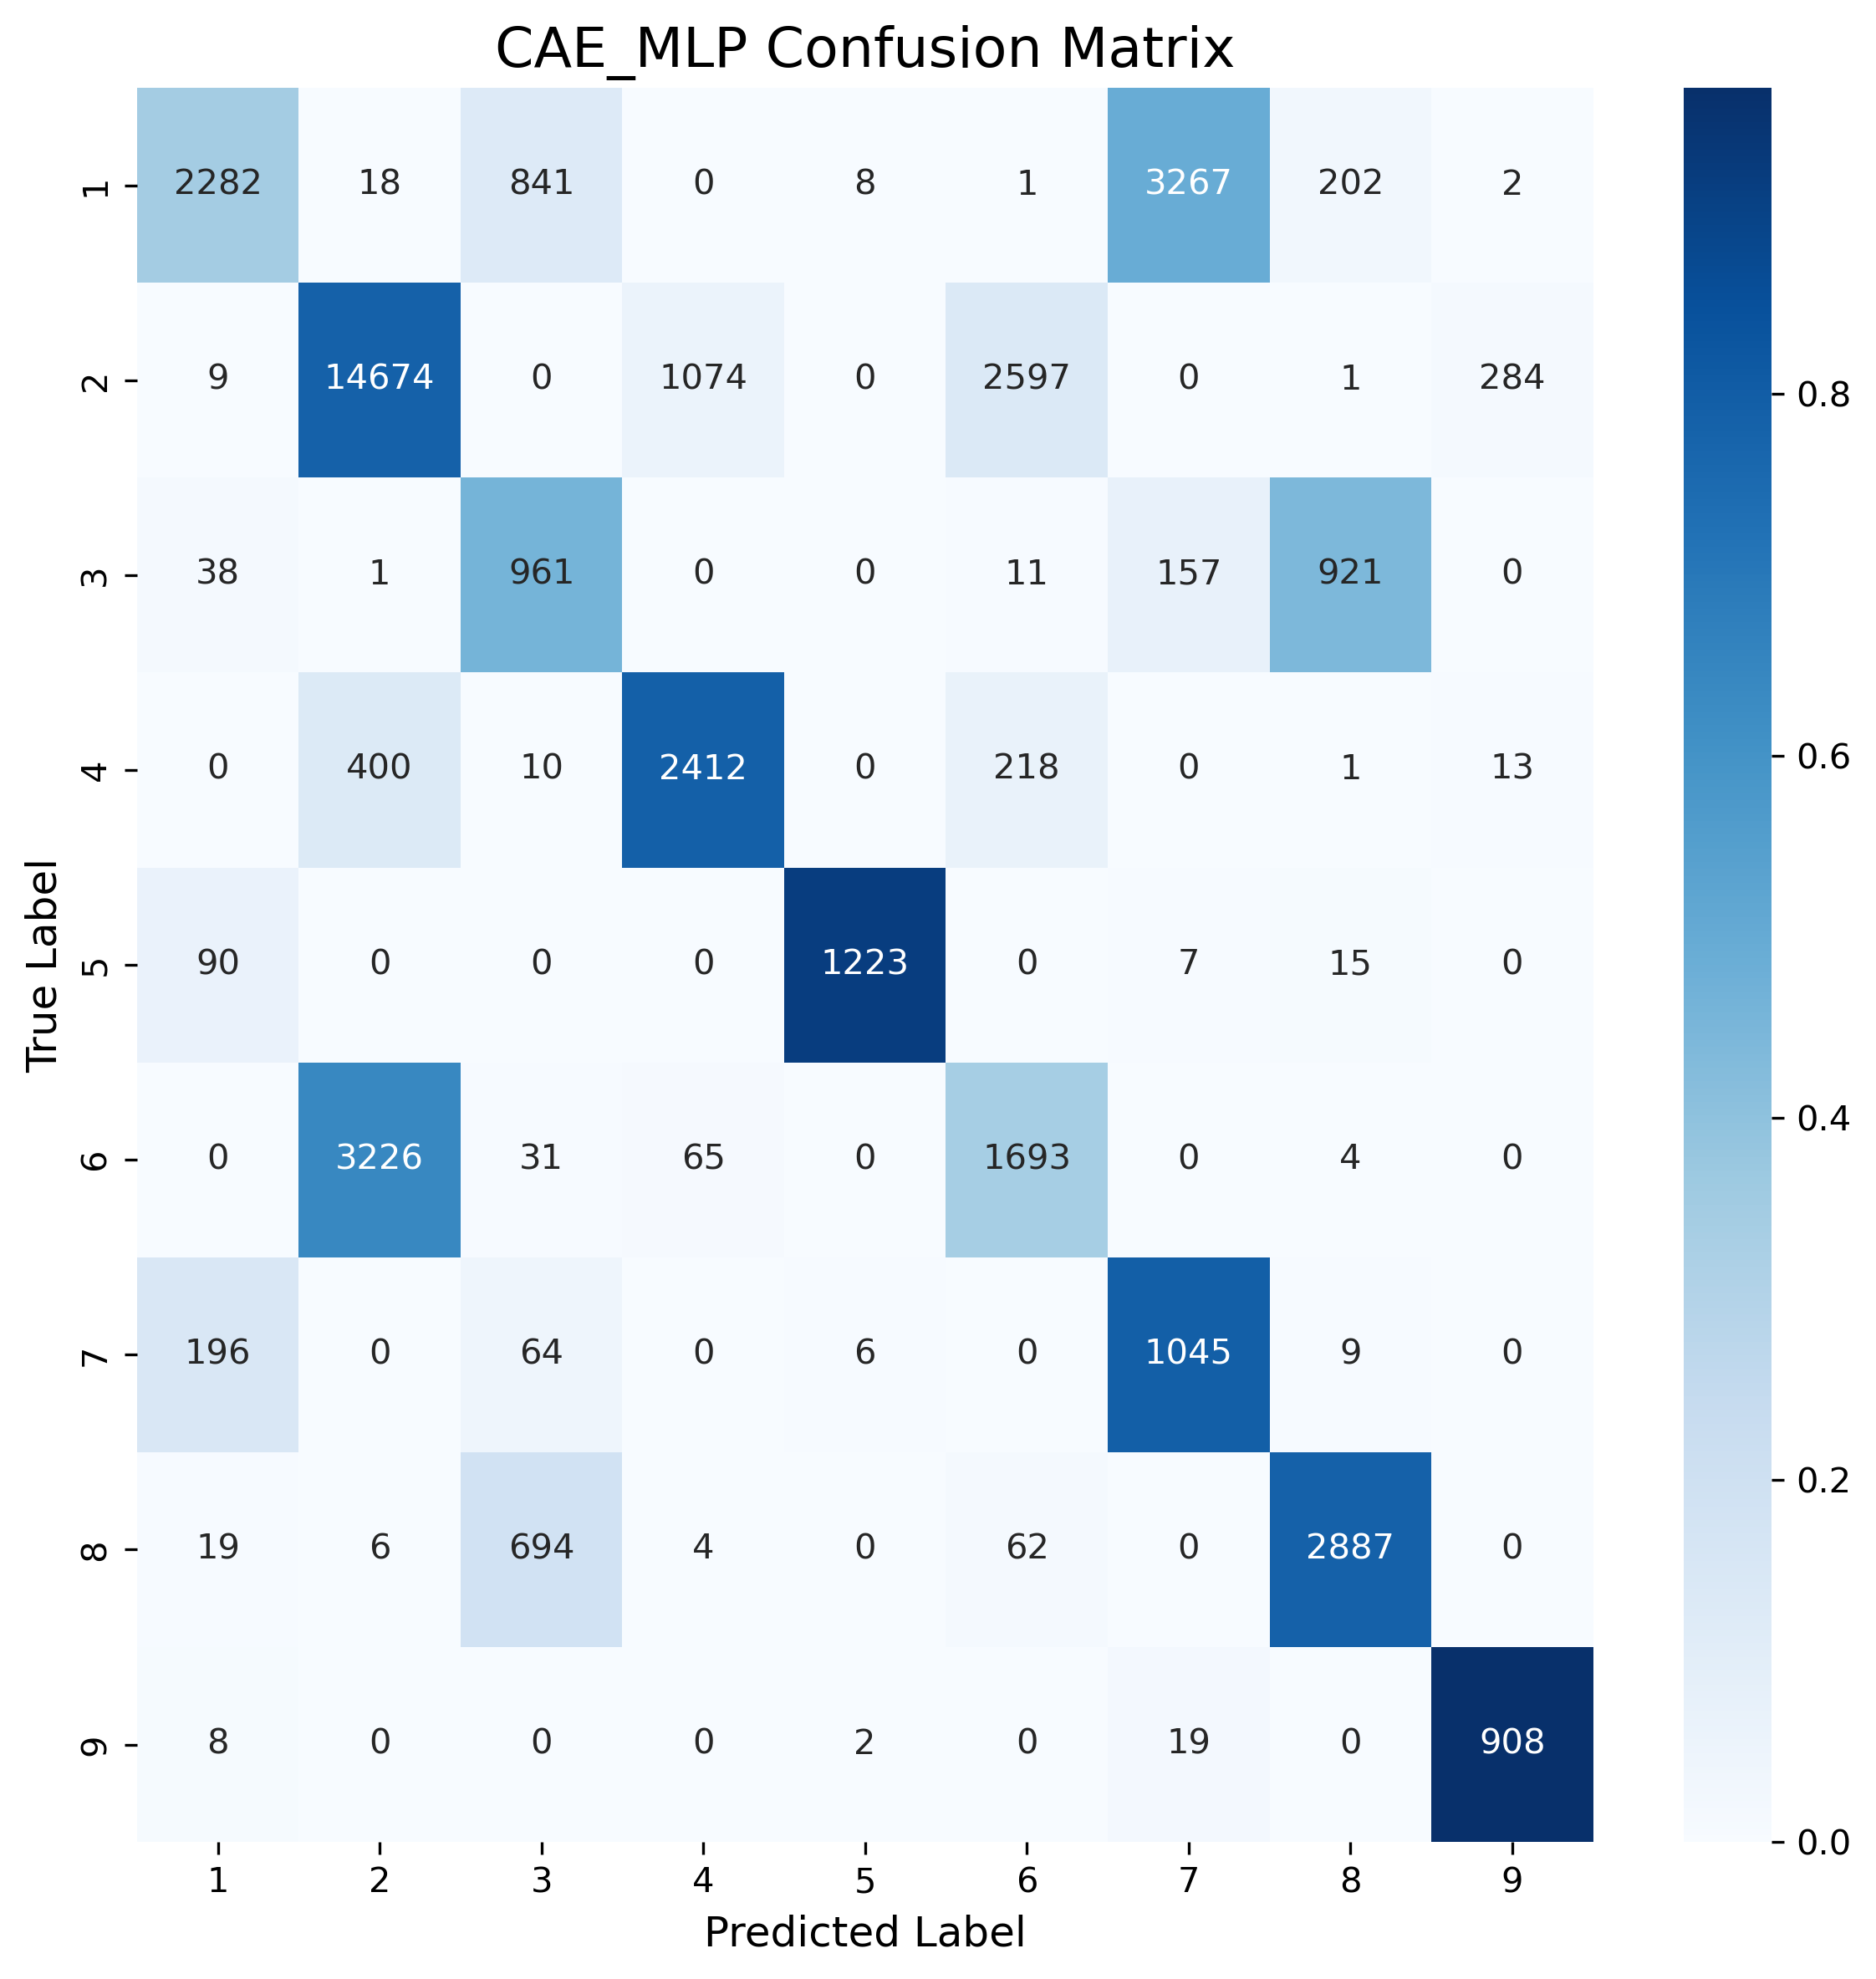 CAE_MLP Confusion Matrix
1 2282 18 841 0 8 1 3267 202 2
2 9 14674 0 1074 0 2597 0 1 284
3 38 1 961 0 0 11 157 921 0
4 0 400 10 2412 0 218 0 1 13
5 90 0 0 0 1223 0 7 15 0
6 0 3226 31 65 0 1693 0 4 0
7 196 0 64 0 6 0 1045 9 0
8 19 6 694 4 0 62 0 2887 0
9 8 0 0 0 2 0 19 0 908
1 2 3 4 5 6 7 8 9
Predicted Label
True Label
0.8
0.6
0.4
0.2
0.0